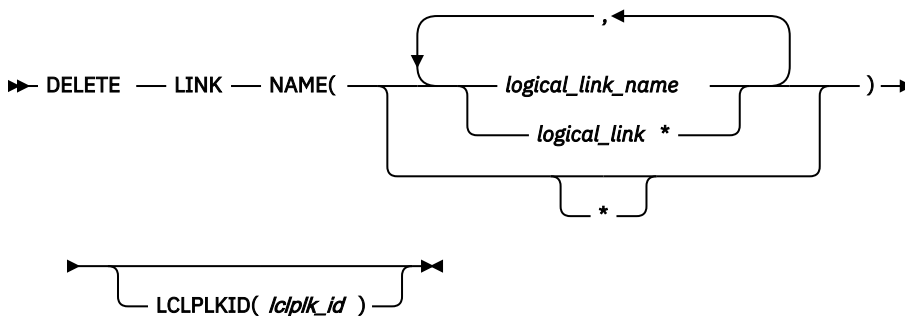 ,
DELETE LINK NAME( logical_link_name )
logical_link *
*
LCLPLKID( lclplk_id )